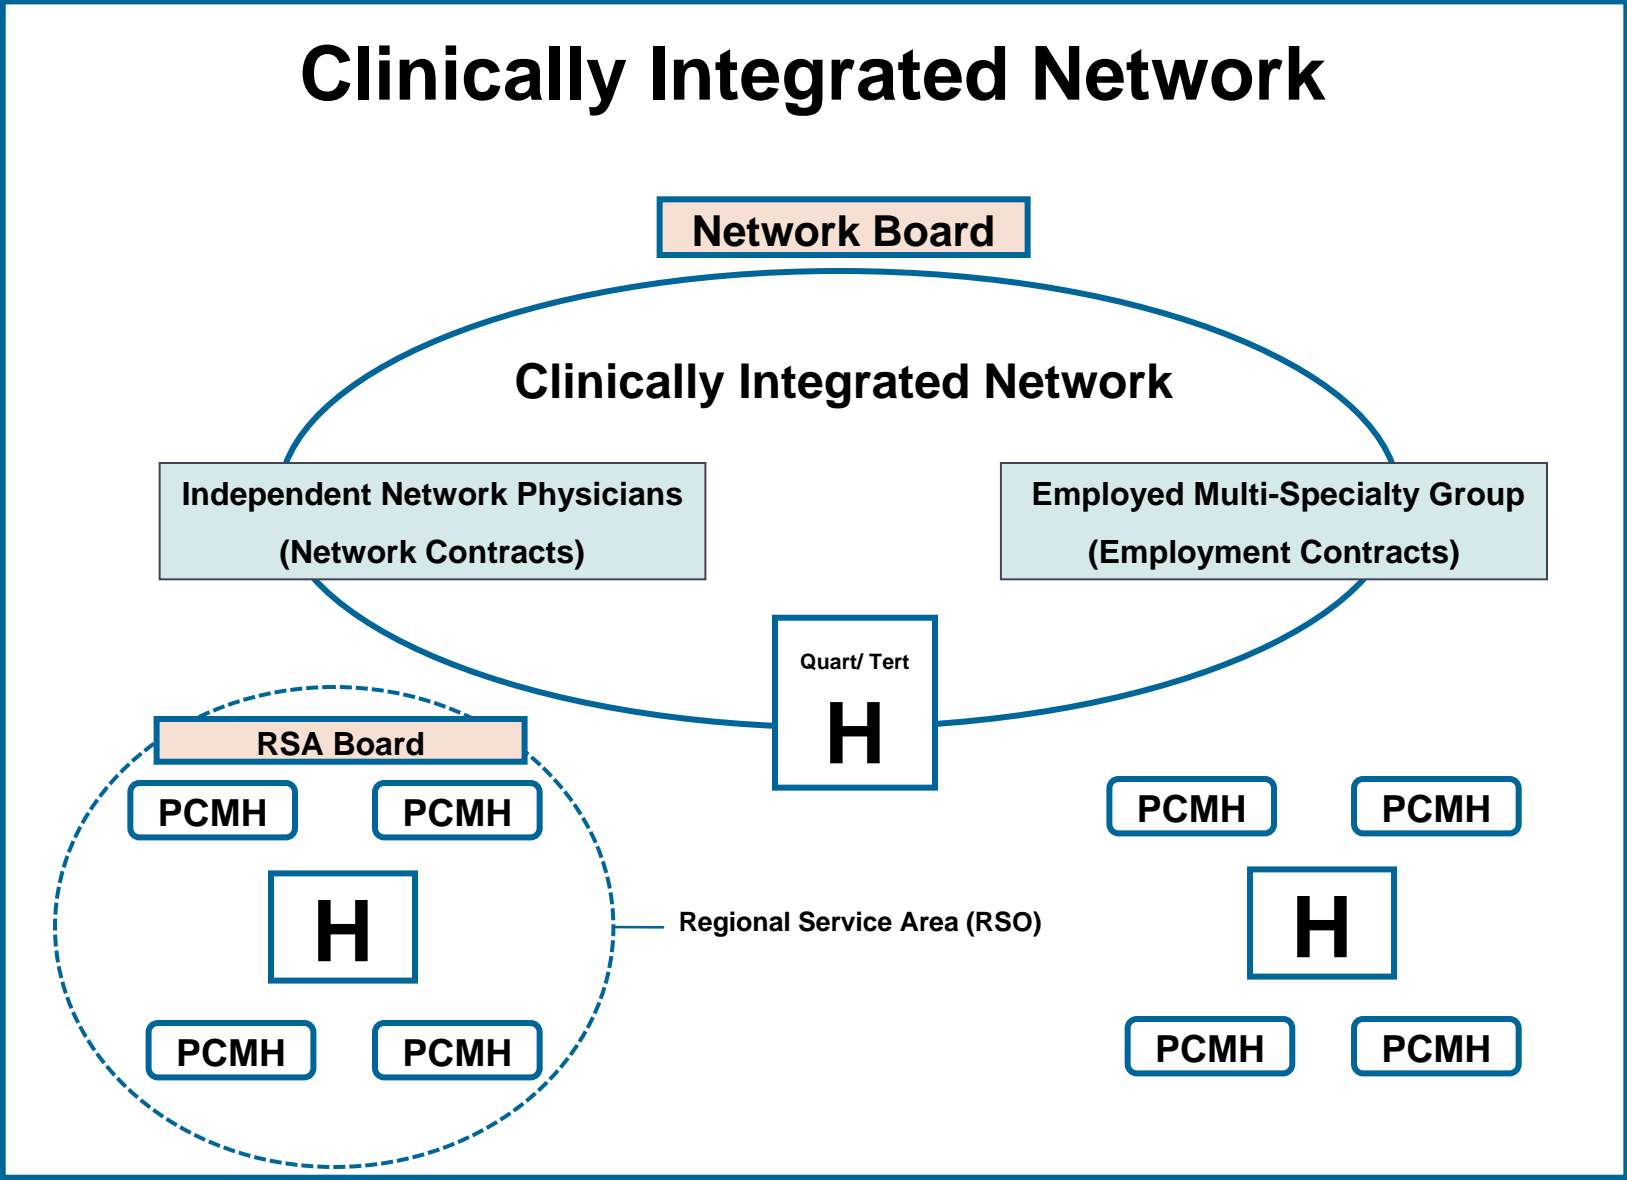 Clinically Integrated Network
Network Board
Clinically Integrated Network
Independent Network Physicians
(Network Contracts)
Employed Multi-Specialty Group
(Employment Contracts)
Quart/ Tert
H
RSA Board
PCMH
PCMH
H
PCMH
PCMH
Regional Service Area (RSO)
PCMH
PCMH
H
PCMH
PCMH